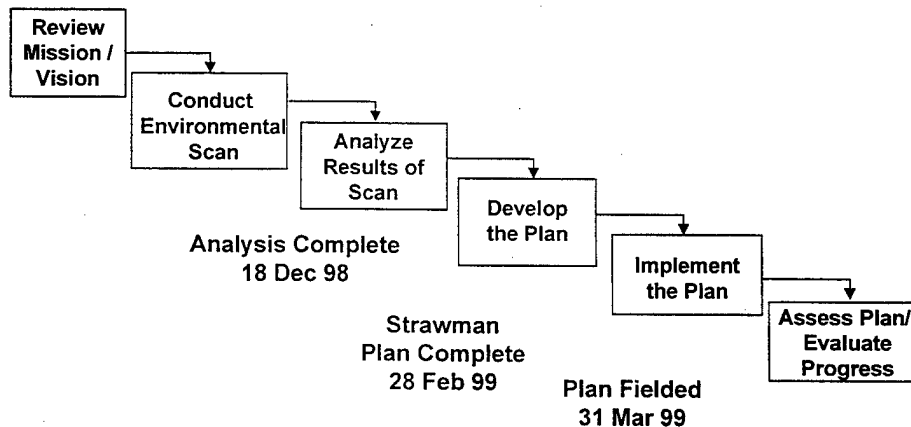 Review
Mission /
Vision
Conduct
Environmental
Scan
Analyze
Results of
Scan
Develop
the Plan
Implement
the Plan
Assess Plan/
Evaluate
Progress
Analysis Complete
18 Dec 98
Strawman
Plan Complete
28 Feb 99
Plan Fielded
31 Mar 99